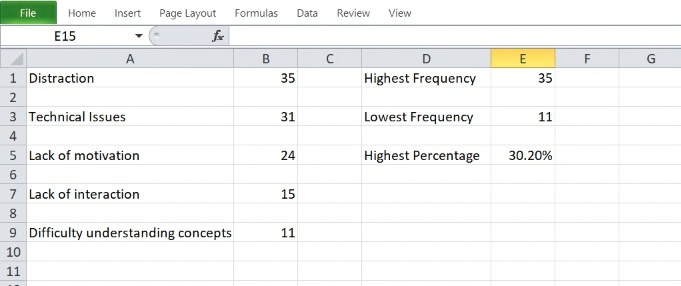 File Home Insert Page Layout Formulas Data Review View
E15 fx
A B C D E F G
1 Distraction 35 Highest Frequency 35
2
3 Technical Issues 31 Lowest Frequency 11
4
5 Lack of motivation 24 Highest Percentage 30.20%
6
7 Lack of interaction 15
8
9 Difficulty understanding concepts 11
10
11